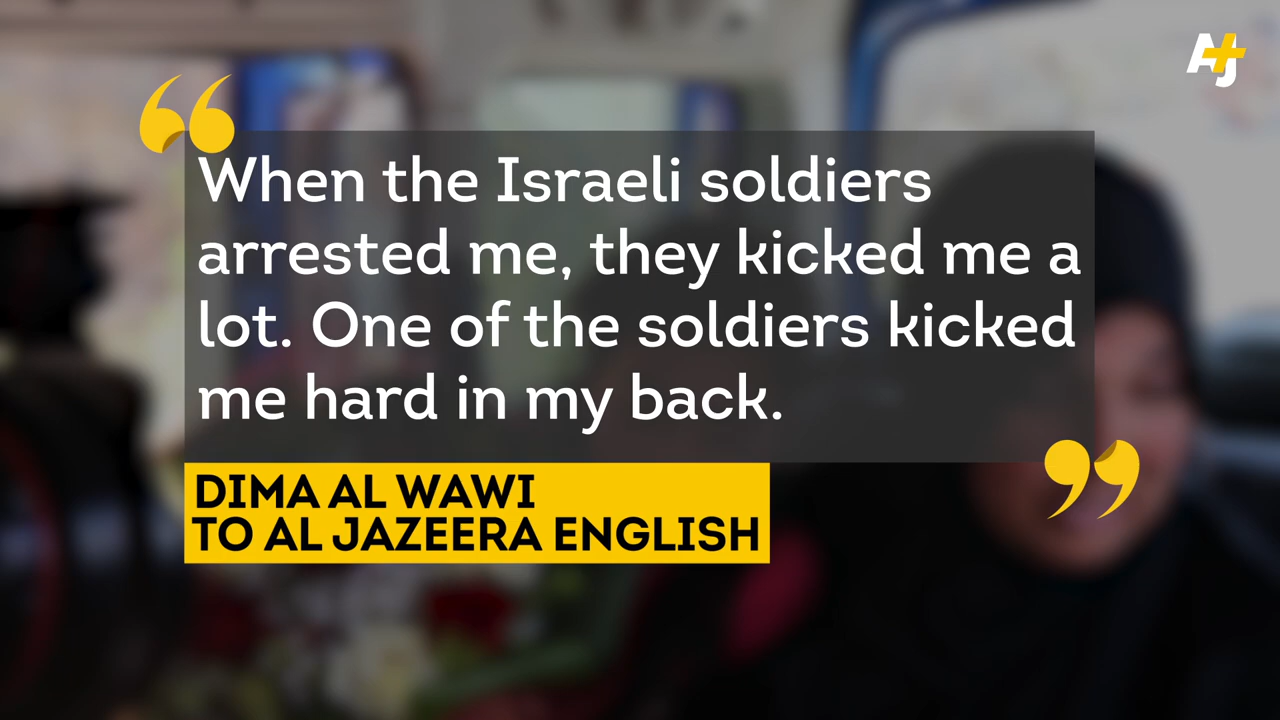 AJ+
“
When the Israeli soldiers
arrested me, they kicked me a
lot. One of the soldiers kicked
me hard in my back.
”
DIMA AL WAWI
TO AL JAZEERA ENGLISH